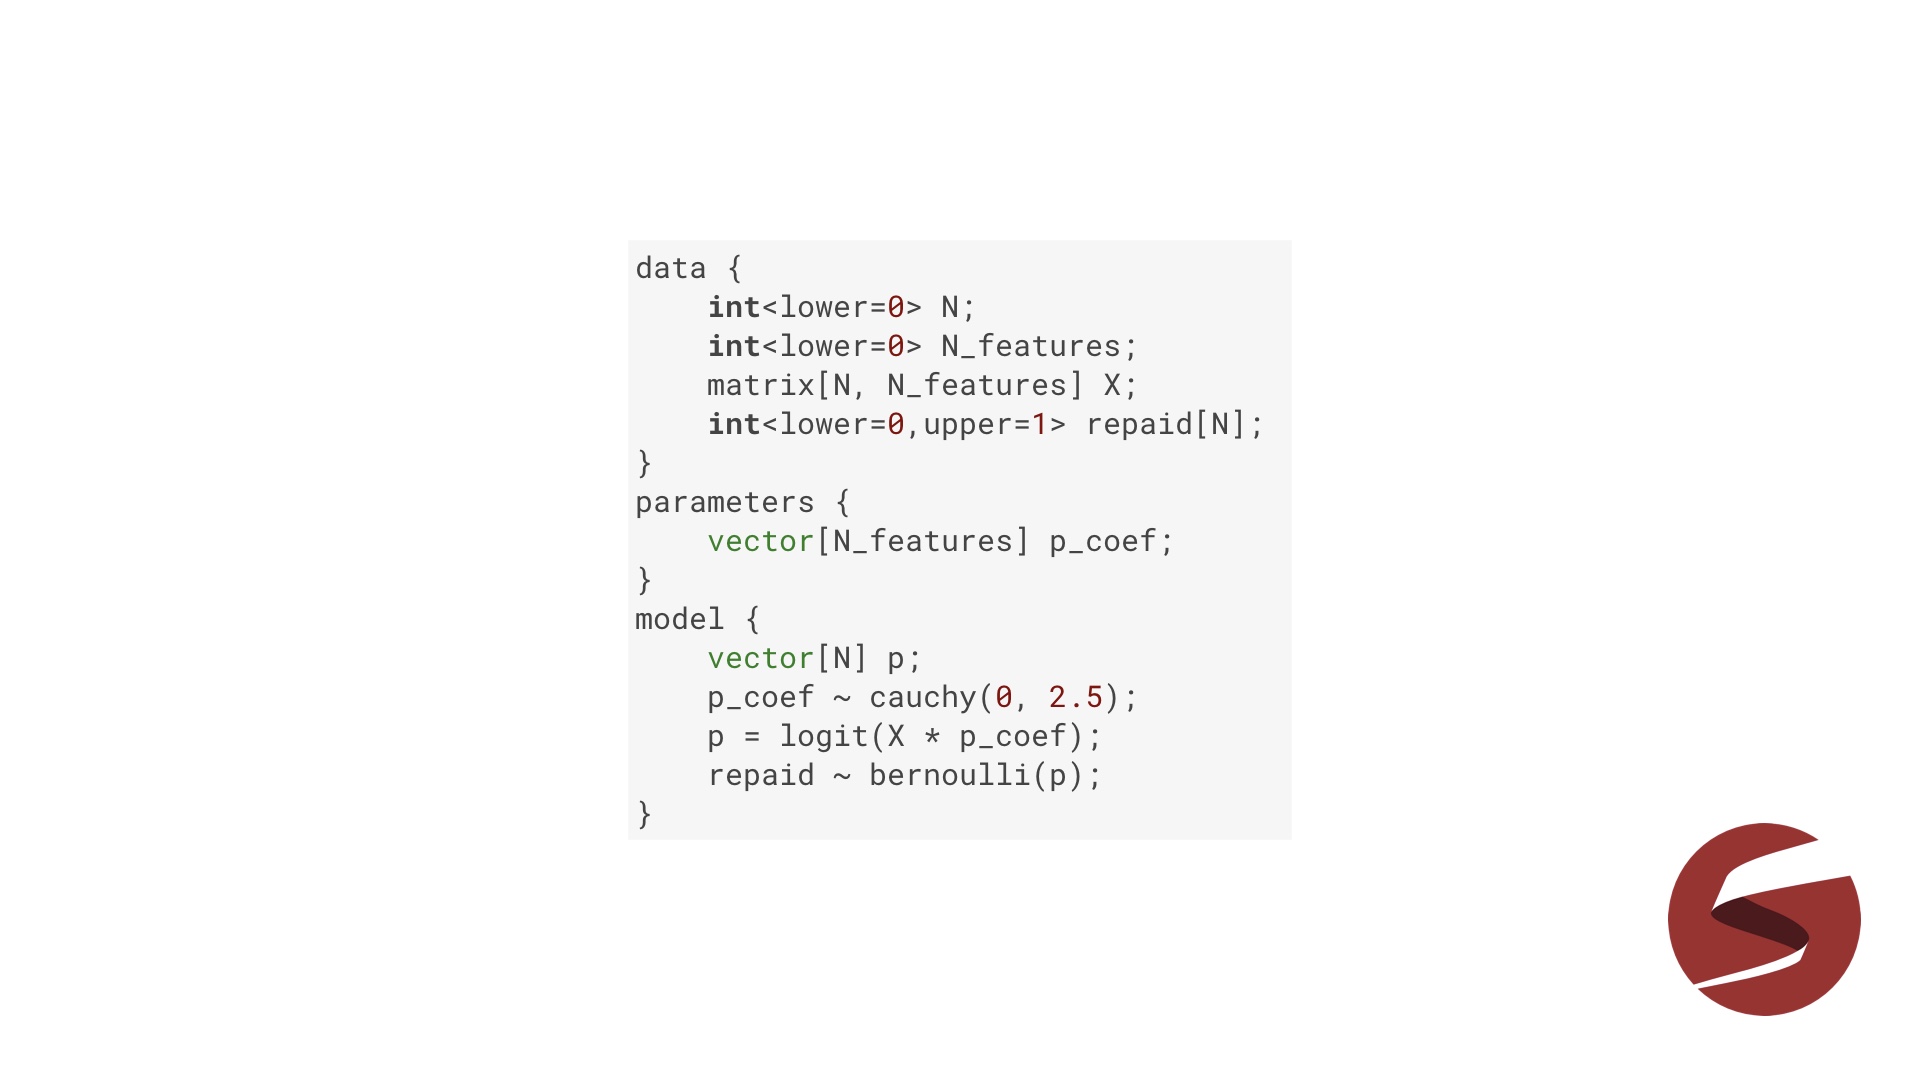 data {
    int<lower=0> N;
    int<lower=0> N_features;
    matrix[N, N_features] X;
    int<lower=0,upper=1> repaid[N];
}
parameters {
    vector[N_features] p_coef;
}
model {
    vector[N] p;
    p_coef ~ cauchy(0, 2.5);
    p = logit(X * p_coef);
    repaid ~ bernoulli(p);
}